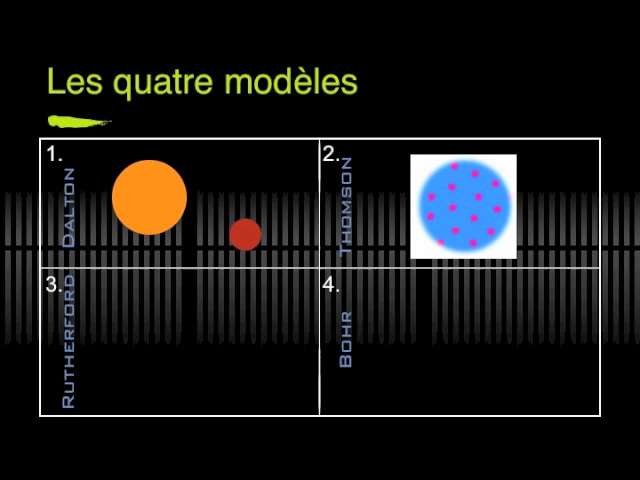 Les quatre modèles
1.
DALTON
2.
THOMSON
3.
RUTHERFORD
4.
BOHR